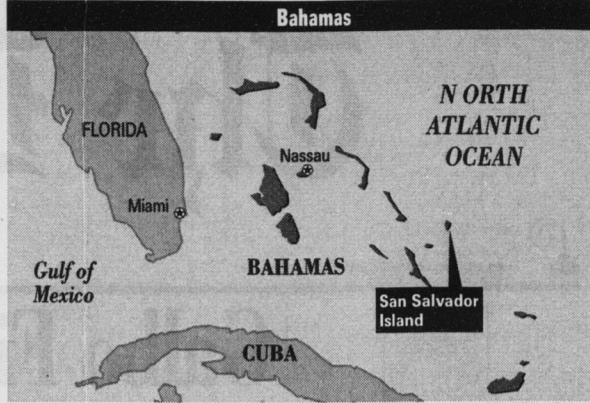 Bahamas
N ORTH
ATLANTIC
OCEAN
FLORIDA
Nassau
Miami
Gulf of
Mexico
BAHAMAS
San Salvador
Island
CUBA